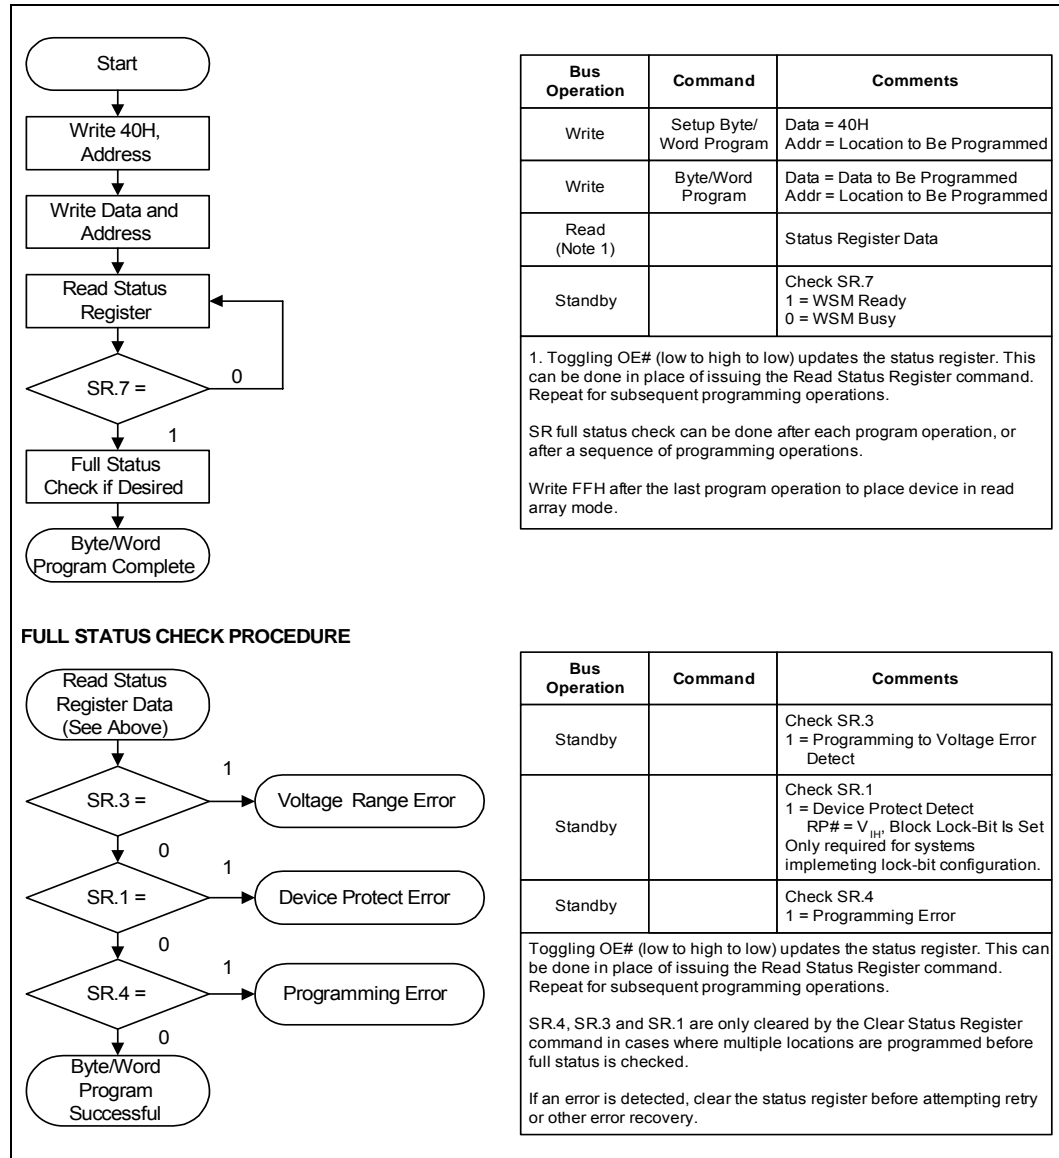 Start
Write 40H,
Address
Write Data and
Address
Read Status
Register
SR.7 =
0
1
Full Status
Check if Desired
Byte/Word
Program Complete
Bus
Operation
Command
Comments
Write
Setup Byte/
Word Program
Data = 40H
Addr = Location to Be Programmed
Write
Byte/Word
Program
Data = Data to Be Programmed
Addr = Location to Be Programmed
Read
(Note 1)
Status Register Data
Standby
Check SR.7
1 = WSM Ready
0 = WSM Busy
1. Toggling OE# (low to high to low) updates the status register. This
can be done in place of issuing the Read Status Register command.
Repeat for subsequent programming operations.
SR full status check can be done after each program operation, or
after a sequence of programming operations.
Write FFH after the last program operation to place device in read
array mode.
FULL STATUS CHECK PROCEDURE
Read Status
Register Data
(See Above)
SR.3 =
1
Voltage Range Error
0
SR.1 =
1
Device Protect Error
0
SR.4 =
1
Programming Error
0
Byte/Word
Program
Successful
Bus
Operation
Command
Comments
Standby
Check SR.3
1 = Programming to Voltage Error
Detect
Standby
Check SR.1
1 = Device Protect Detect
RP# = VIH, Block Lock-Bit Is Set
Only required for systems
implemeting lock-bit configuration.
Standby
Check SR.4
1 = Programming Error
Toggling OE# (low to high to low) updates the status register. This can
be done in place of issuing the Read Status Register command.
Repeat for subsequent programming operations.
SR.4, SR.3 and SR.1 are only cleared by the Clear Status Register
command in cases where multiple locations are programmed before
full status is checked.
If an error is detected, clear the status register before attempting retry
or other error recovery.